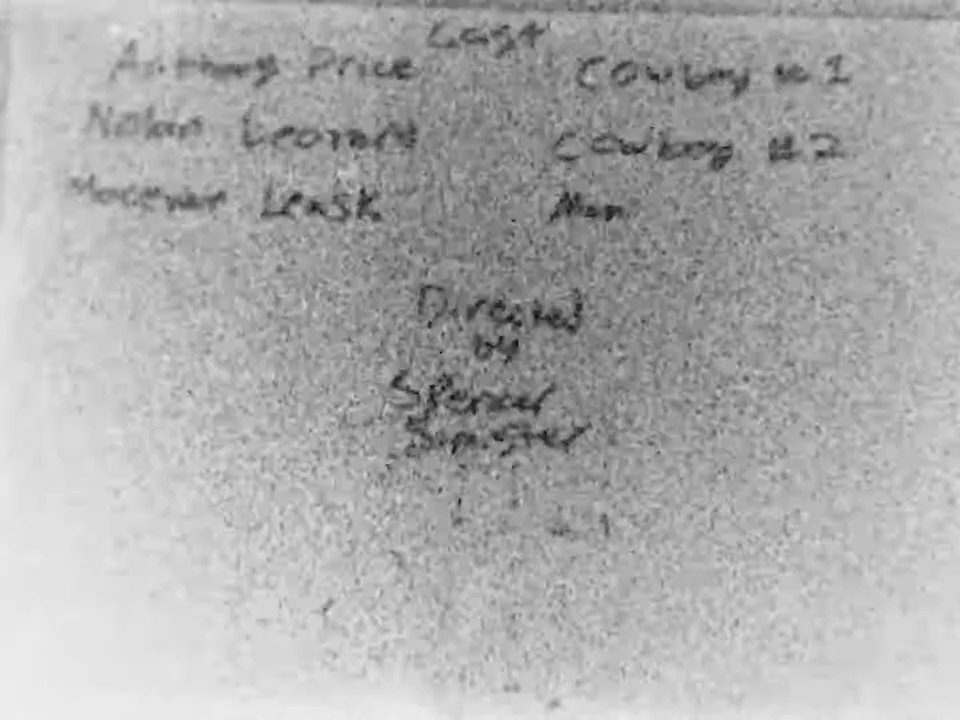 Cast
Anthony Price Cowboy #1
Nolan Leonard Cowboy #2
Leask Man
Directed
by
Spencer